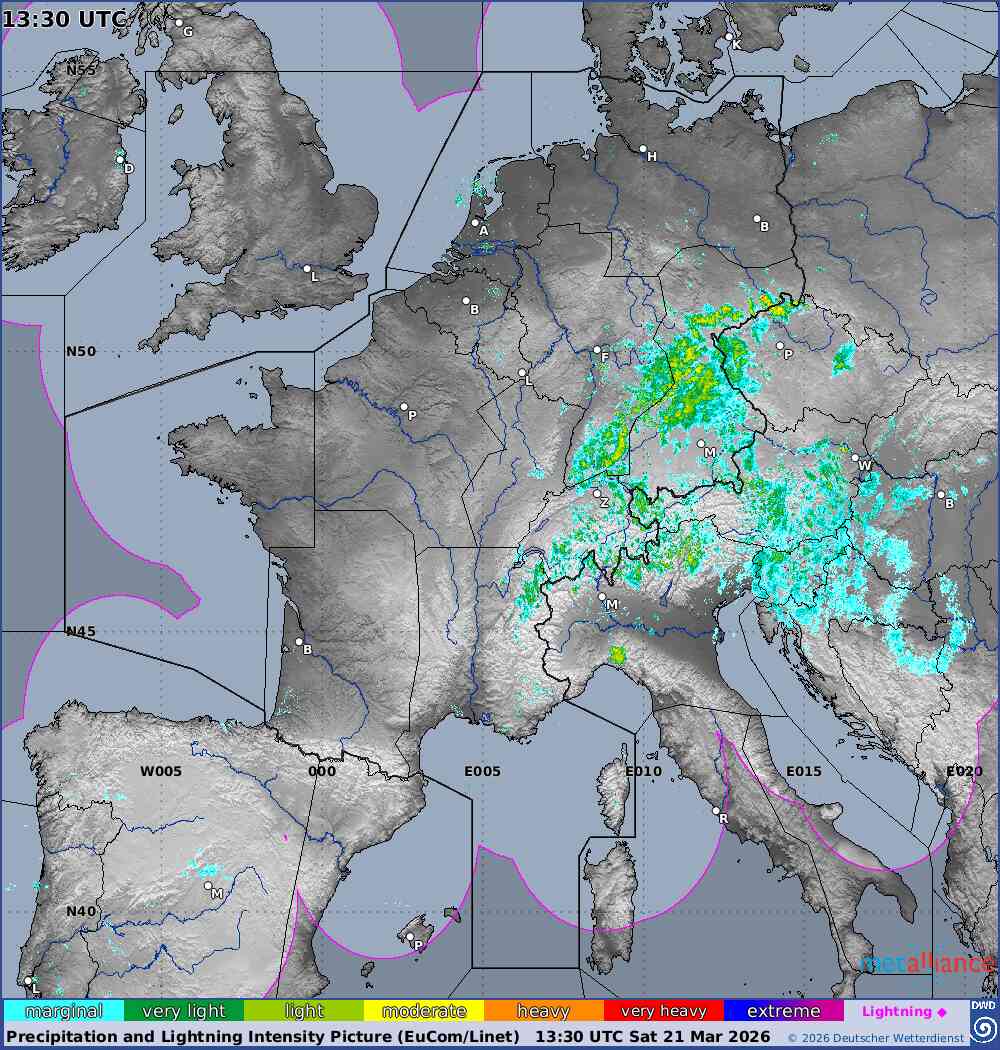 13:30 UTC
G
K
N55
D
H
A
B
L
B
N50
F
P
L
P
M
W
Z
B
M
N45
B
W005
000
E005
E010
E015
E020
R
M
N40
P
metalliance
L
marginal
very light
light
moderate
heavy
very heavy
extreme
Lightning ◆
DWD
Precipitation and Lightning Intensity Picture (EuCom/Linet) 13:30 UTC Sat 21 Mar 2026 © 2026 Deutscher Wetterdienst